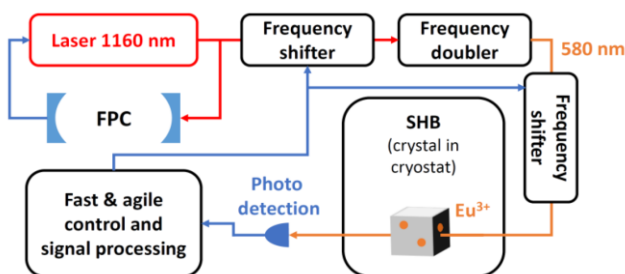 Laser 1160 nm
Frequency
shifter
Frequency
doubler
580 nm
FPC
Frequency
shifter
SHB
(crystal in
cryostat)
Fast & agile
control and
signal processing
Photo
detection
Eu³⁺